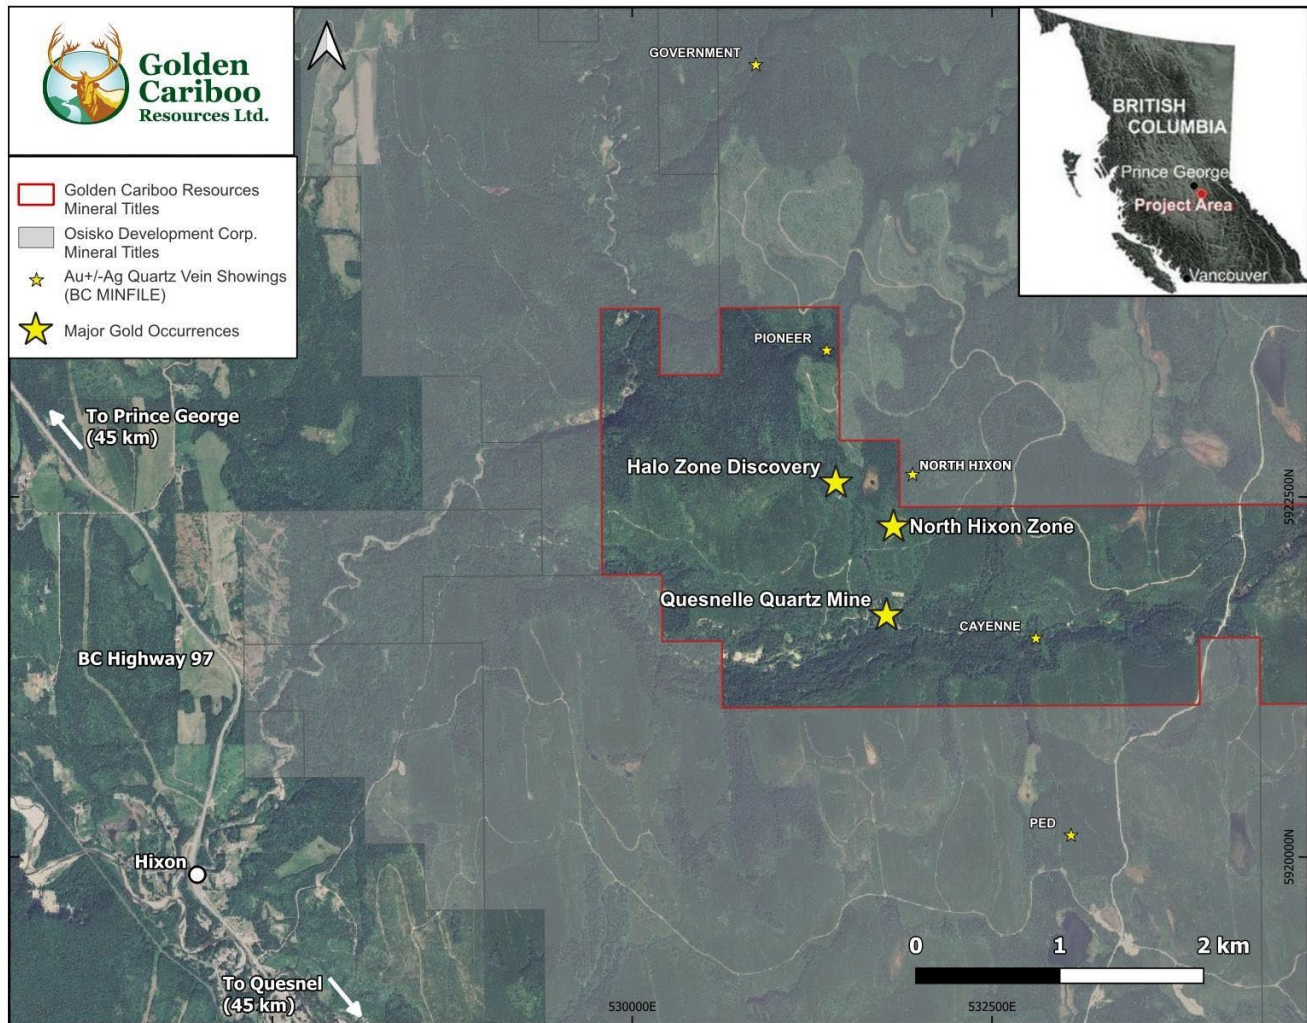 Golden
Cariboo
Resources Ltd.
Golden Cariboo Resources
Mineral Titles
Osisko Development Corp.
Mineral Titles
Au+/-Ag Quartz Vein Showings
(BC MINFILE)
Major Gold Occurrences
GOVERNMENT
BRITISH
COLUMBIA
Prince George
Project Area
Vancouver
PIONEER
To Prince George
(45 km)
Halo Zone Discovery
NORTH HIXON
5922500N
North Hixon Zone
Quesnelle Quartz Mine
CAYENNE
BC Highway 97
PED
5920000N
Hixon
0 1 2 km
To Quesnel
(45 km)
530000E
532500E